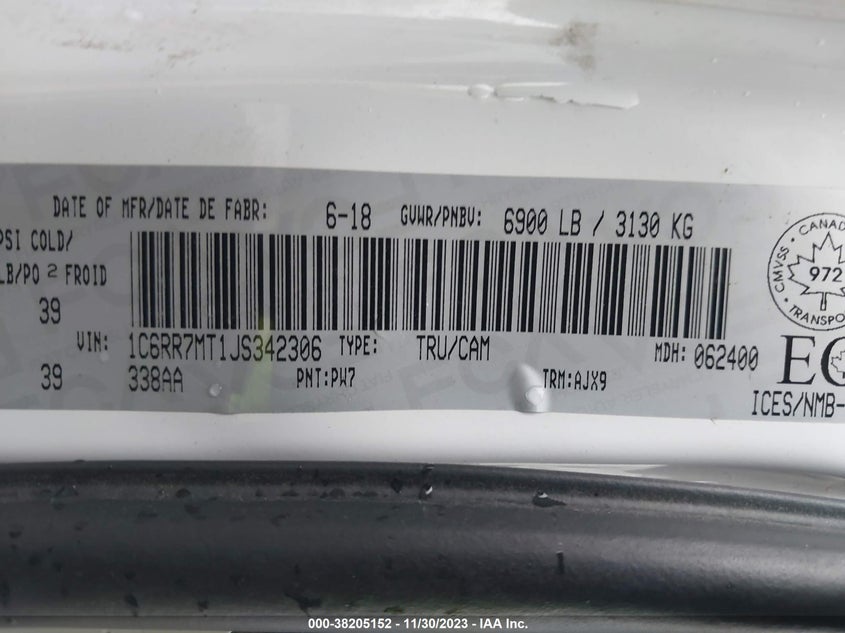 DATE OF MFR/DATE DE FABR: 6-18 GVWR/PNBV: 6900 LB / 3130 KG
PSI COLD/
LB/PO 2 FROID
39
VIN: 1C6RR7MT1JS342306 TYPE: TRU/CAM MDH: 062400
39 338AA PNT:PW7 TRM:AJX9
ICES/NMB-
CANADA
CMVSS
972
TRANSPO
000-38205152 - 11/30/2023 - IAA Inc.